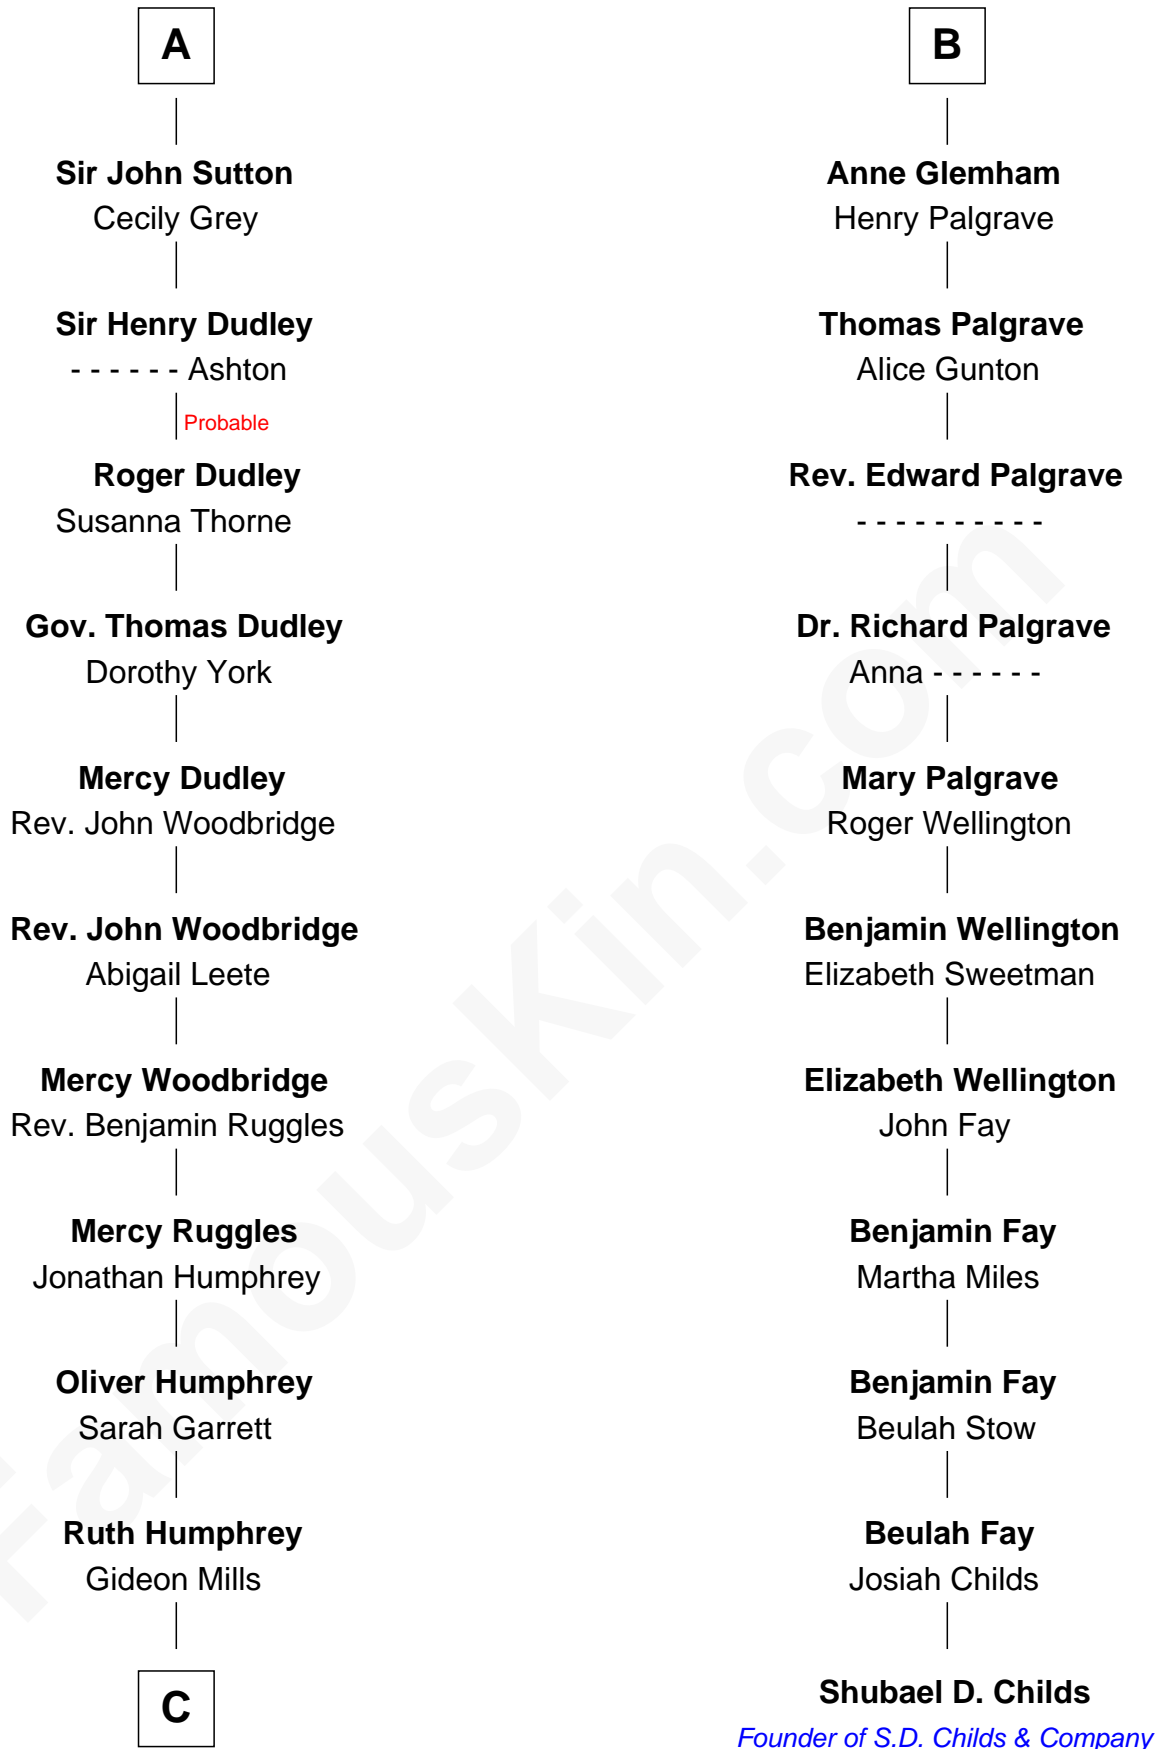 A
Sir John Sutton
Cecily Grey
Sir Henry Dudley
- - - - - - Ashton
Probable
Roger Dudley
Susanna Thorne
Gov. Thomas Dudley
Dorothy York
Mercy Dudley
Rev. John Woodbridge
Rev. John Woodbridge
Abigail Leete
Mercy Woodbridge
Rev. Benjamin Ruggles
Mercy Ruggles
Jonathan Humphrey
Oliver Humphrey
Sarah Garrett
Ruth Humphrey
Gideon Mills
C
B
Anne Glemham
Henry Palgrave
Thomas Palgrave
Alice Gunton
Rev. Edward Palgrave
- - - - - - - - - -
Dr. Richard Palgrave
Anna - - - - - -
Mary Palgrave
Roger Wellington
Benjamin Wellington
Elizabeth Sweetman
Elizabeth Wellington
John Fay
Benjamin Fay
Martha Miles
Benjamin Fay
Beulah Stow
Beulah Fay
Josiah Childs
Shubael D. Childs
Founder of S.D. Childs & Company
FamousKin.com